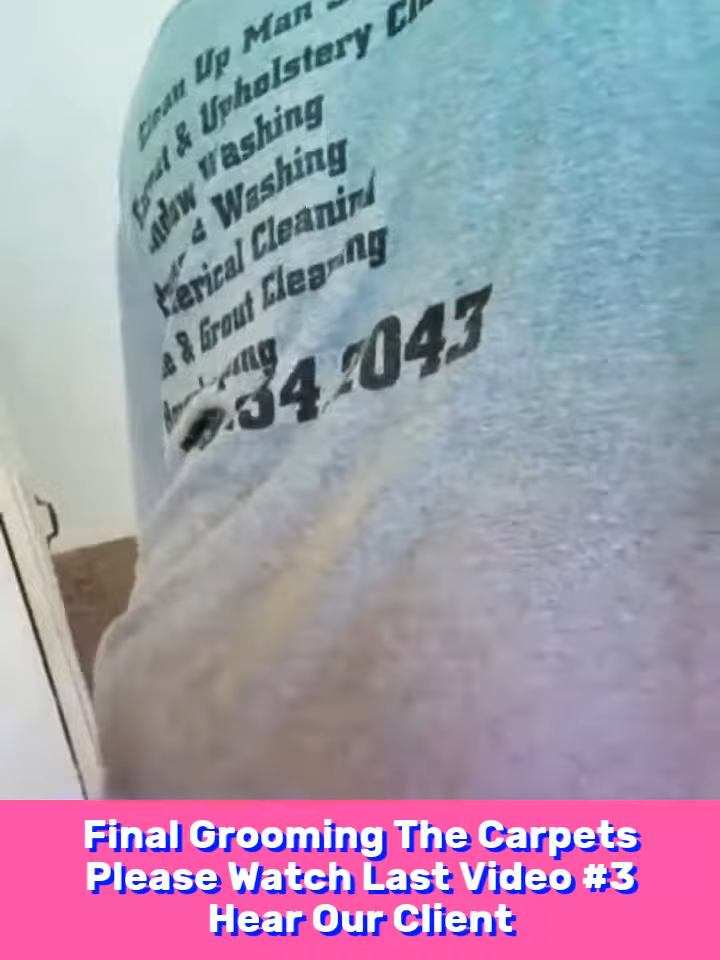 Clean Up Man
& Upholstery
Washing
Washing
Cleaning
& Grout Cleaning
34 2043
Final Grooming The Carpets
Please Watch Last Video #3
Hear Our Client